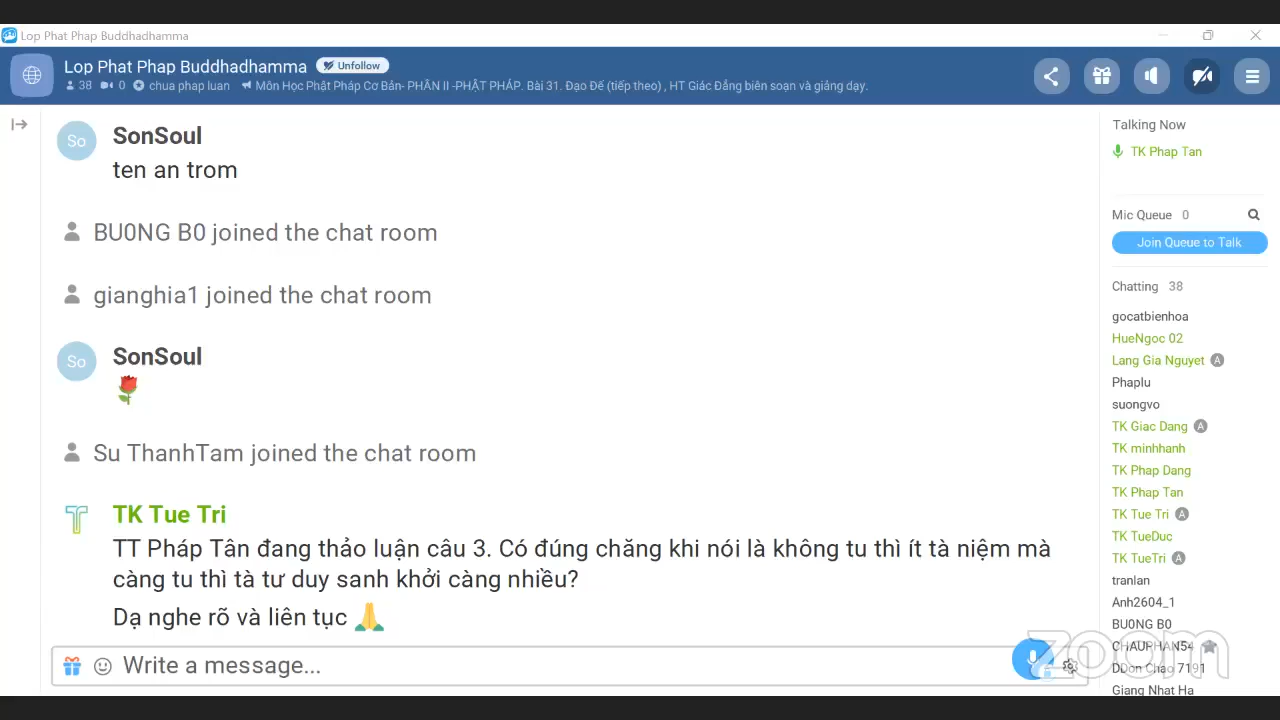 Lop Phat Phap Buddhadhamma
Lop Phat Phap Buddhadhamma Unfollow
38 0 chua phap luan Môn Học Phật Pháp Cơ Bản- PHẦN II -PHẬT PHÁP. Bài 31. Đạo Đế (tiếp theo) , HT Giác Đẳng biên soạn và giảng dạy.
So SonSoul
ten an trom
BU0NG B0 joined the chat room
gianghia1 joined the chat room
So SonSoul
Su ThanhTam joined the chat room
TK Tue Tri
TT Pháp Tân đang thảo luận câu 3. Có đúng chăng khi nói là không tu thì ít tà niệm mà
càng tu thì tà tư duy sanh khởi càng nhiều?
Dạ nghe rõ và liên tục
Write a message...
Talking Now
TK Phap Tan
Mic Queue 0
Join Queue to Talk
Chatting 38
gocatbienhoa
HueNgoc 02
Lang Gia Nguyet A
Phaplu
suongvo
TK Giac Dang A
TK minhhanh
TK Phap Dang
TK Phap Tan
TK Tue Tri A
TK TueDuc
TK TueTri A
tranlan
Anh2604_1
BU0NG B0
CHAUPHAN54
DDon Chao 7191
Giang Nhat Ha
zoom